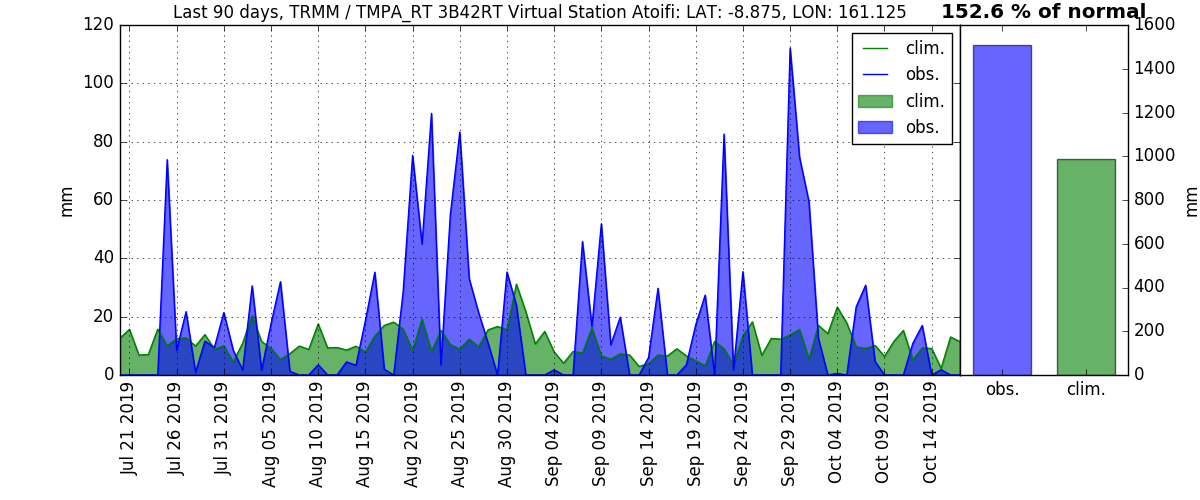 Last 90 days, TRMM / TMPA_RT 3B42RT Virtual Station Atoifi: LAT: -8.875, LON: 161.125
152.6 % of normal
120
100
80
60
40
20
0
mm
clim.
obs.
clim.
obs.
Jul 21 2019
Jul 26 2019
Jul 31 2019
Aug 05 2019
Aug 10 2019
Aug 15 2019
Aug 20 2019
Aug 25 2019
Aug 30 2019
Sep 04 2019
Sep 09 2019
Sep 14 2019
Sep 19 2019
Sep 24 2019
Sep 29 2019
Oct 04 2019
Oct 09 2019
Oct 14 2019
1600
1400
1200
1000
800
600
400
200
0
mm
obs.
clim.